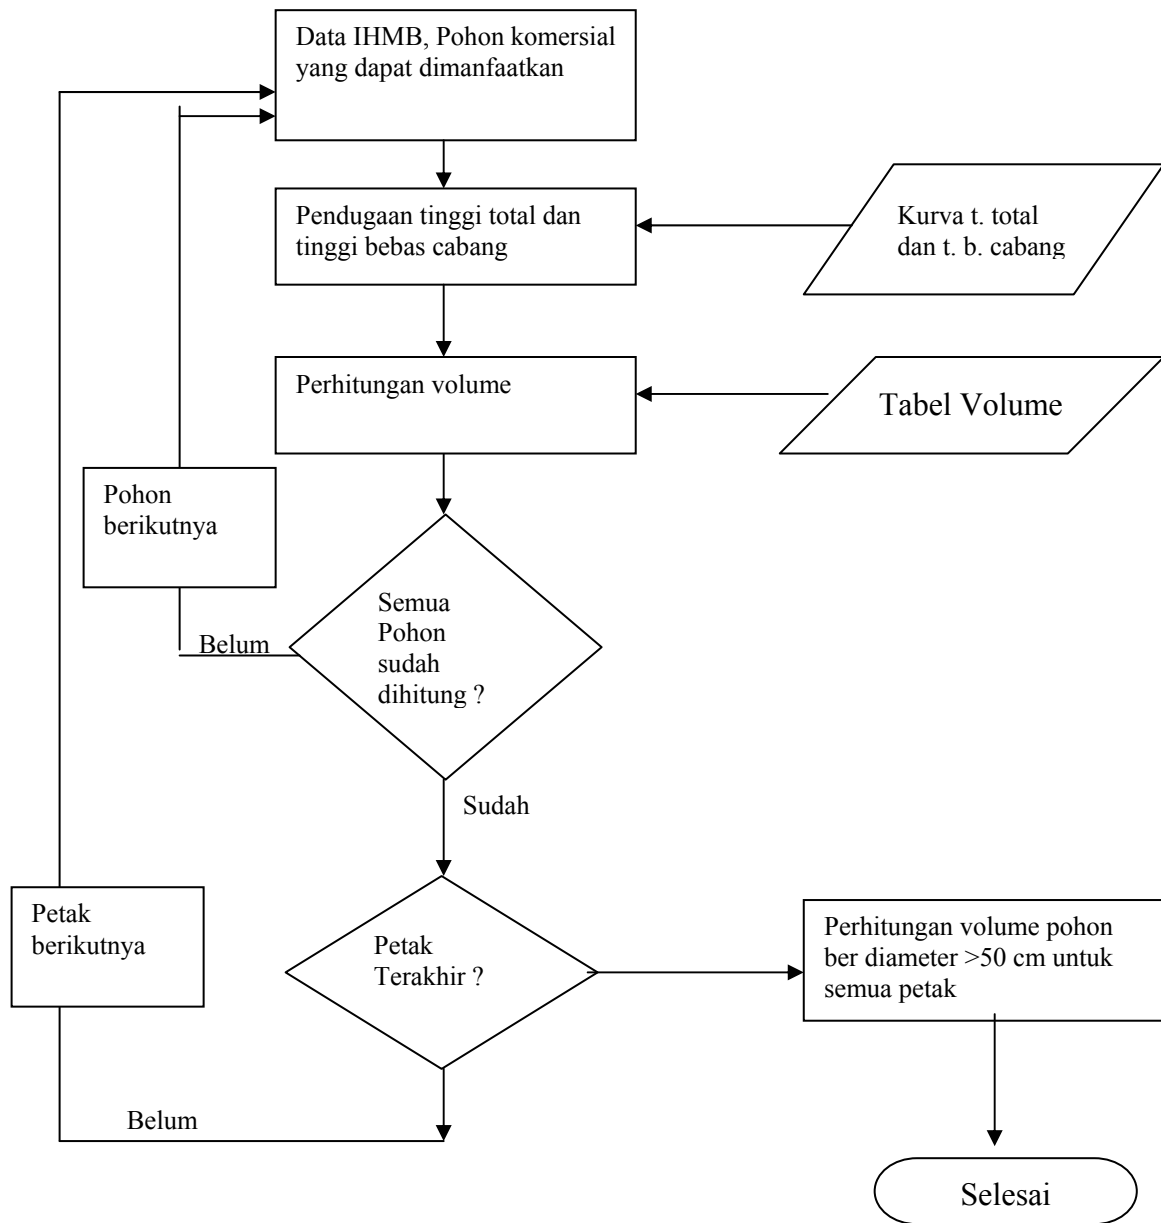 Data IHMB, Pohon komersial
yang dapat dimanfaatkan
Pendugaan tinggi total dan
tinggi bebas cabang
Kurva t. total
dan t. b. cabang
Perhitungan volume
Tabel Volume
Pohon
berikutnya
Semua
Pohon
sudah
dihitung ?
Belum
Sudah
Petak
berikutnya
Petak
Terakhir ?
Perhitungan volume pohon
ber diameter >50 cm untuk
semua petak
Belum
Selesai